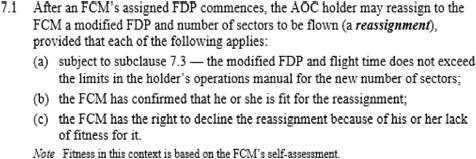 7.1 After an FCM's assigned FDP commences, the AOC holder may reassign to the
FCM a modified FDP and number of sectors to be flown (a reassignment),
provided that each of the following applies:
(a) subject to subclause 7.3 — the modified FDP and flight time does not exceed
the limits in the holder's operations manual for the new number of sectors;
(b) the FCM has confirmed that he or she is fit for the reassignment;
(c) the FCM has the right to decline the reassignment because of his or her lack
of fitness for it.
Note Fitness in this context is based on the FCM's self-assessment.